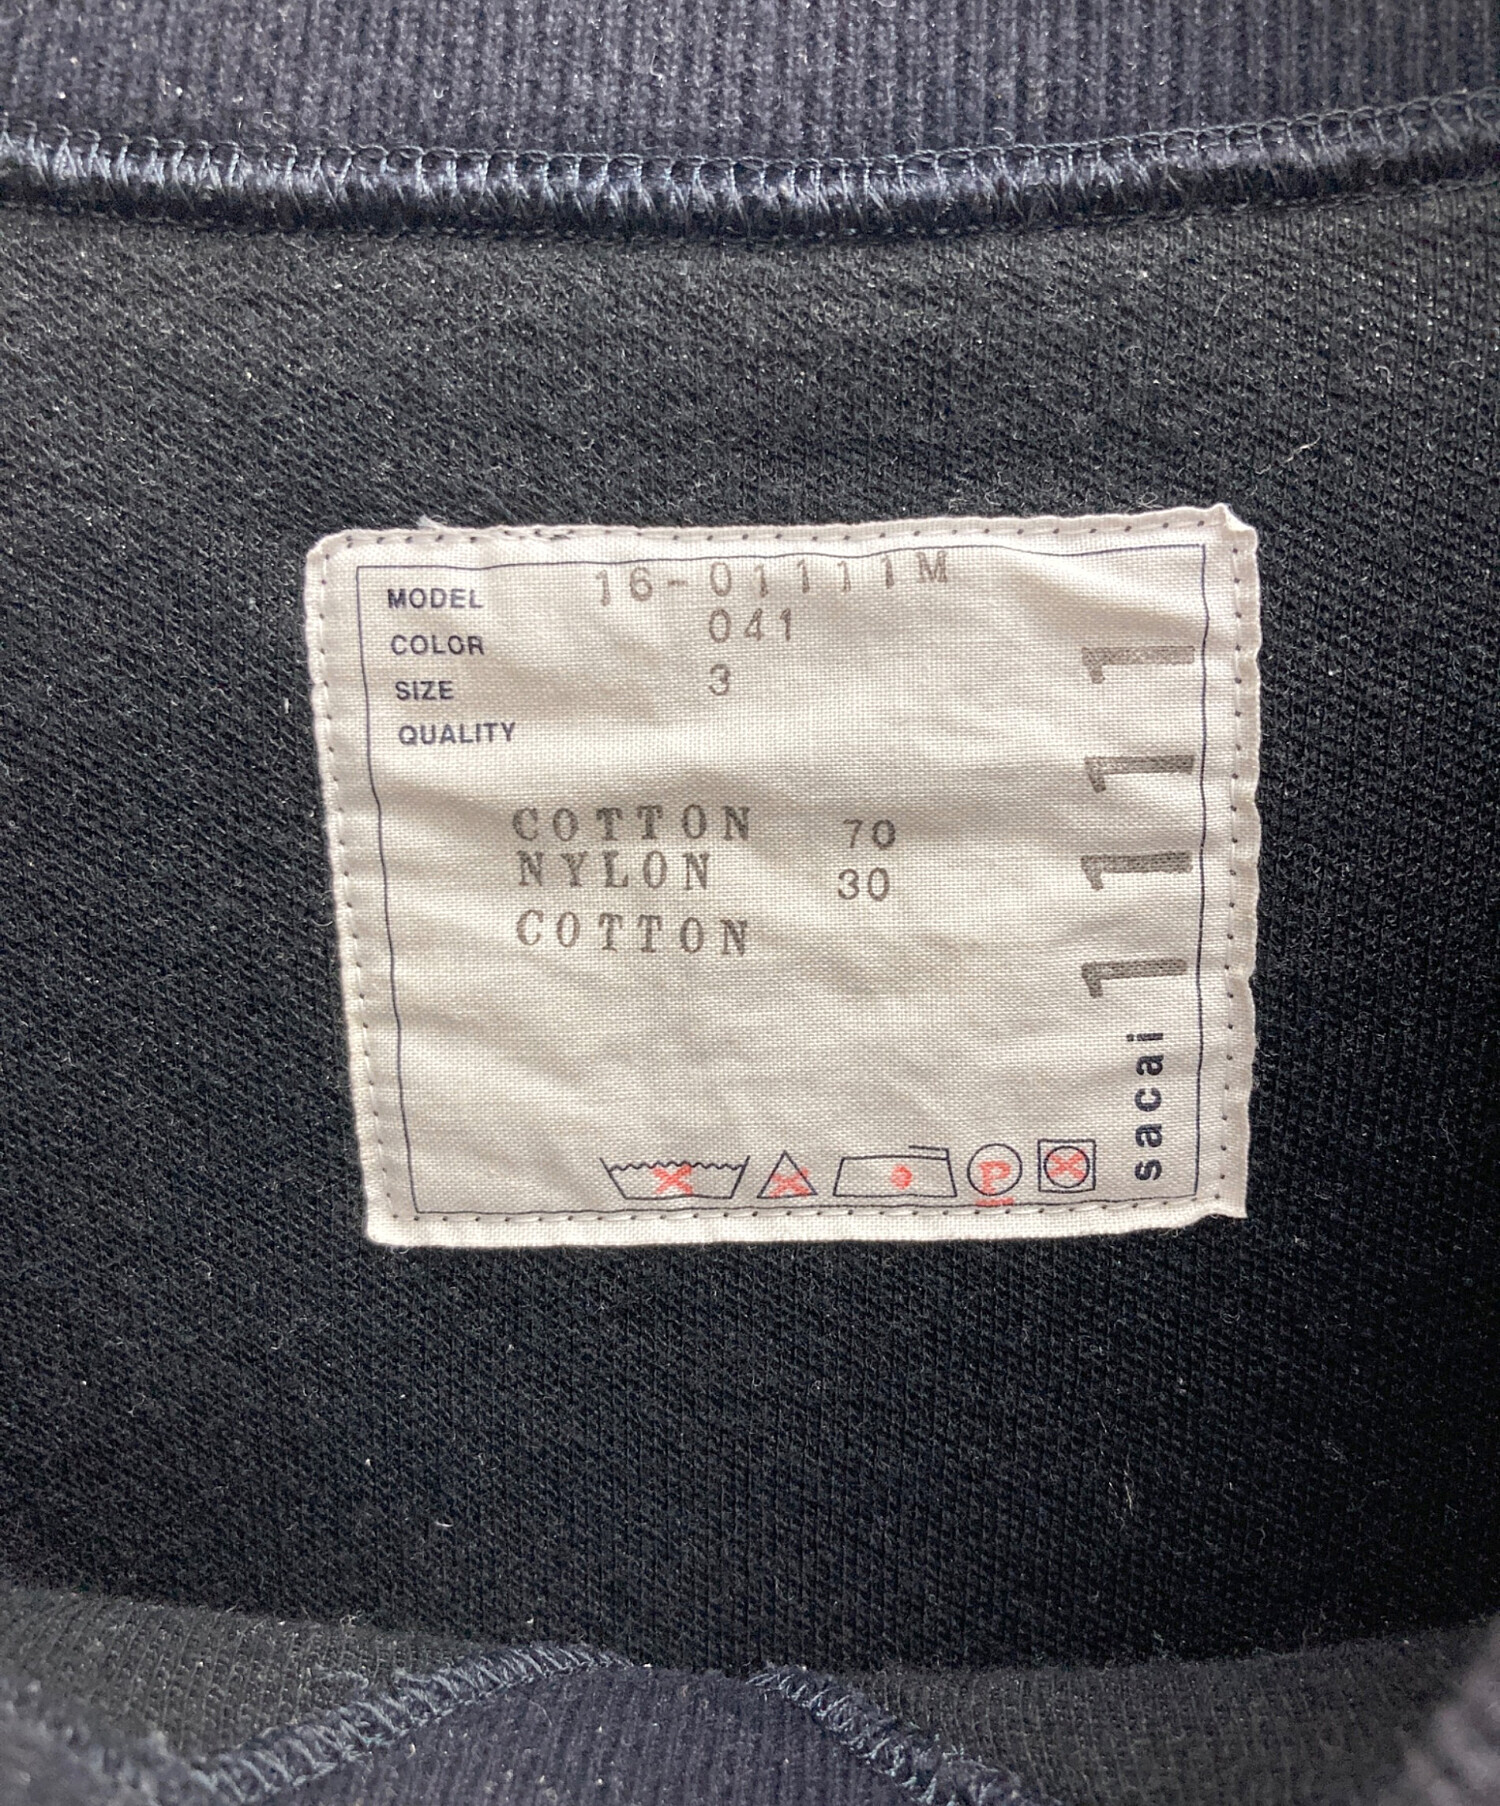 MODEL 16-01111M
COLOR 041
SIZE 3
QUALITY
COTTON 70
NYLON 30
COTTON
1111
sacai
P